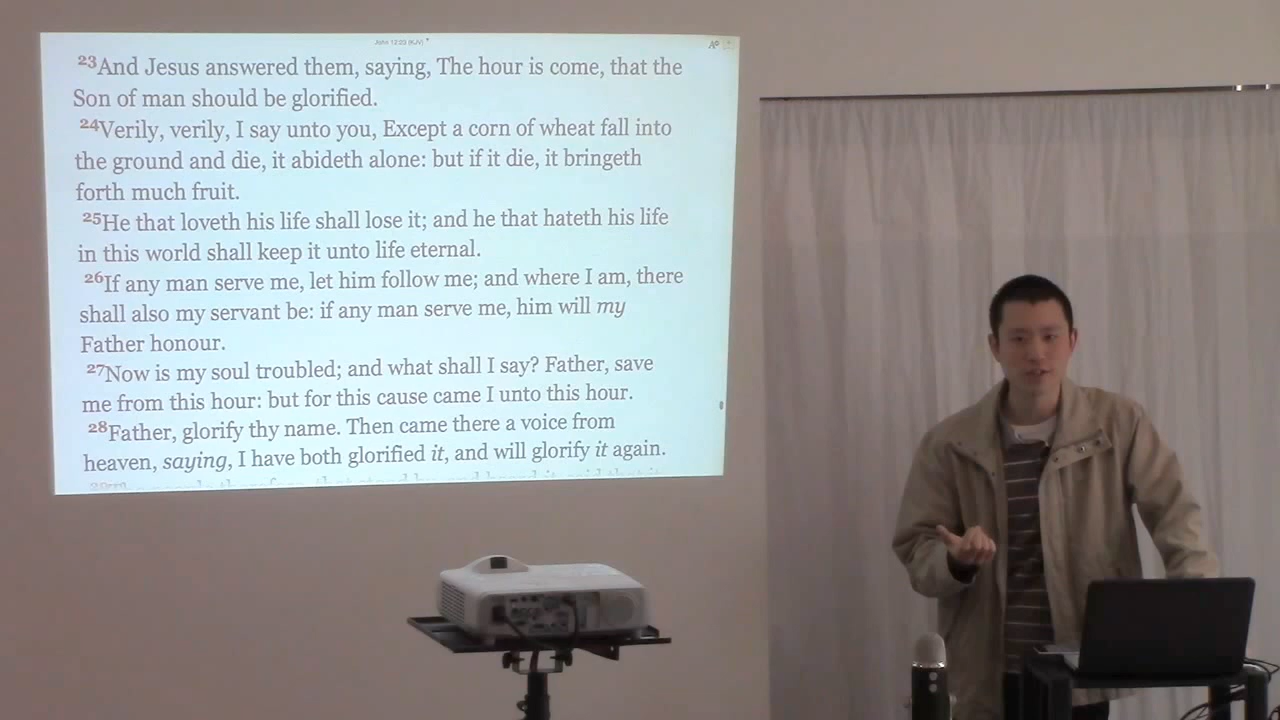 John 12:23 (KJV)
23And Jesus answered them, saying, The hour is come, that the
Son of man should be glorified.
24Verily, verily, I say unto you, Except a corn of wheat fall into
the ground and die, it abideth alone: but if it die, it bringeth
forth much fruit.
25He that loveth his life shall lose it; and he that hateth his life
in this world shall keep it unto life eternal.
26If any man serve me, let him follow me; and where I am, there
shall also my servant be: if any man serve me, him will my
Father honour.
27Now is my soul troubled; and what shall I say? Father, save
me from this hour: but for this cause came I unto this hour.
28Father, glorify thy name. Then came there a voice from
heaven, saying, I have both glorified it, and will glorify it again.